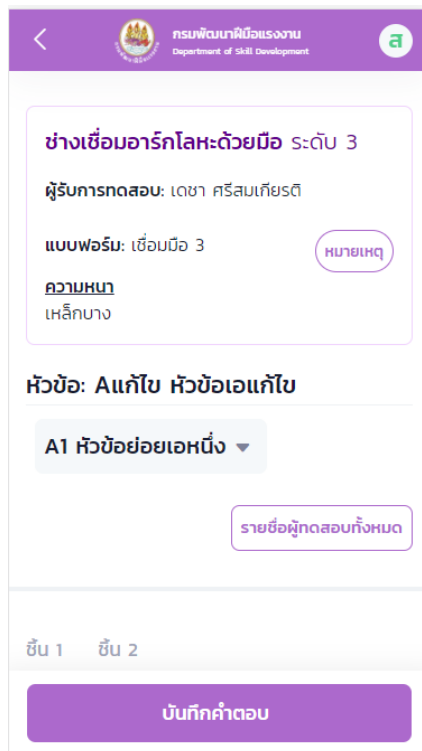 กรมพัฒนาฝีมือแรงงาน
Department of Skill Development
ส
ช่างเชื่อมอาร์กโลหะด้วยมือ ระดับ 3
ผู้รับการทดสอบ: เดชา ศรีสมเกียรติ
แบบฟอร์ม: เชื่อมมือ 3
หมายเหตุ
ความหนา
เหล็กบาง
หัวข้อ: Aแก้ไข หัวข้อเอแก้ไข
A1 หัวข้อย่อยเอหนึ่ง
รายชื่อผู้ทดสอบทั้งหมด
ชิ้น 1 ชิ้น 2
บันทึกคำตอบ